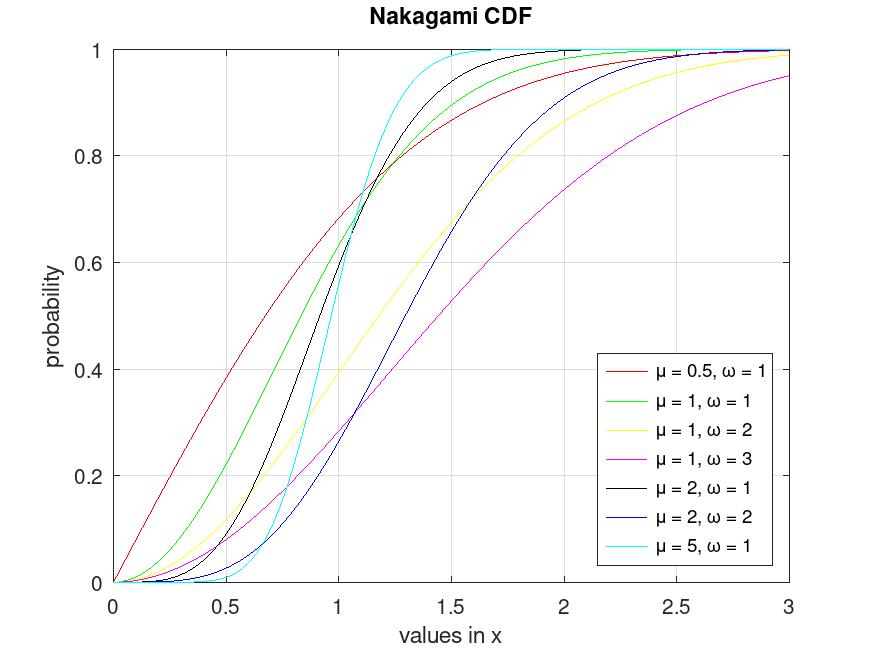 Nakagami CDF
1
0.8
0.6
0.4
0.2
0
probability
μ = 0.5, ω = 1
μ = 1, ω = 1
μ = 1, ω = 2
μ = 1, ω = 3
μ = 2, ω = 1
μ = 2, ω = 2
μ = 5, ω = 1
0 0.5 1 1.5 2 2.5 3
values in x